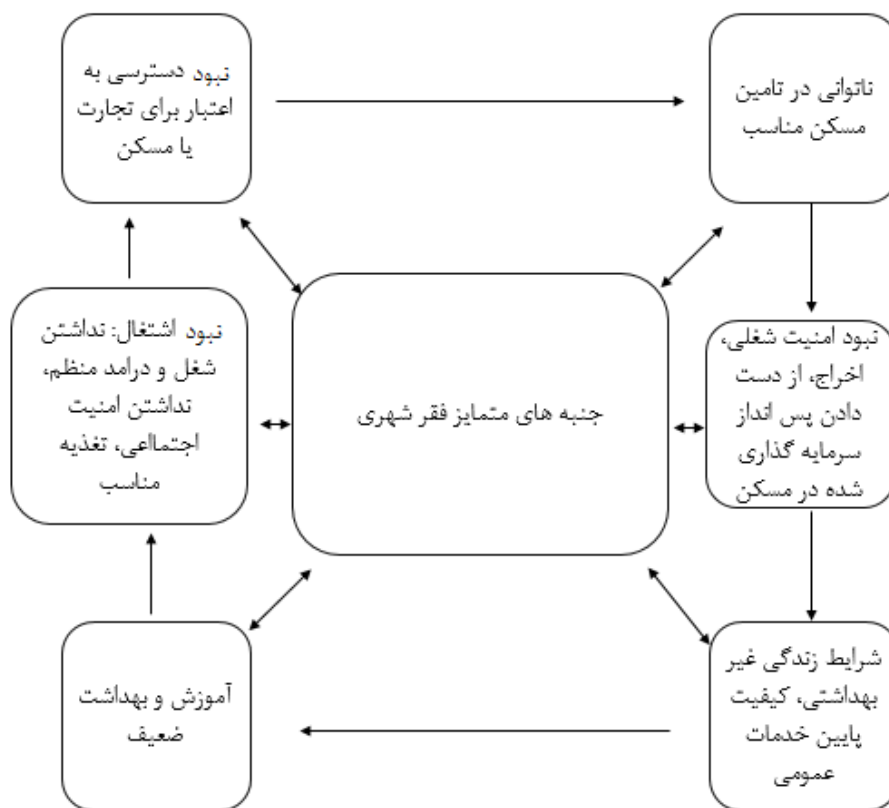 نبود دسترسی به
اعتبار برای تجارت
یا مسکن
ناتوانی در تامین
مسکن مناسب
نبود اشتغال: نداشتن
شغل و درامد منظم،
نداشتن امنیت
اجتمااعی، تغذیه
مناسب
جنبه های متمایز فقر شهری
نبود امنیت شغلی،
اخراج، از دست
دادن پس انداز
سرمایه گذاری
شده در مسکن
آموزش و بهداشت
ضعیف
شرایط زندگی غیر
بهداشتی، کیفیت
پایین خدمات
عمومی